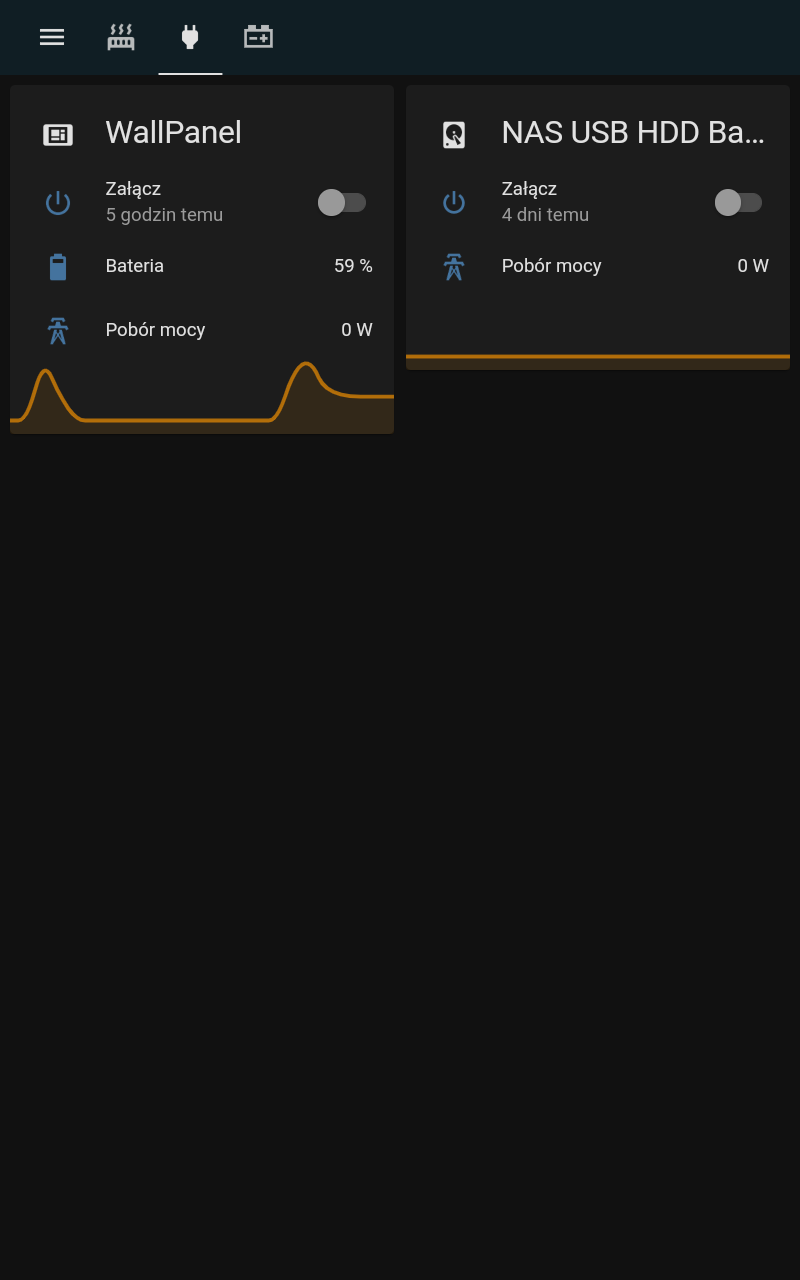 WallPanel
Załącz
5 godzin temu
Bateria 59 %
Pobór mocy 0 W
NAS USB HDD Ba...
Załącz
4 dni temu
Pobór mocy 0 W